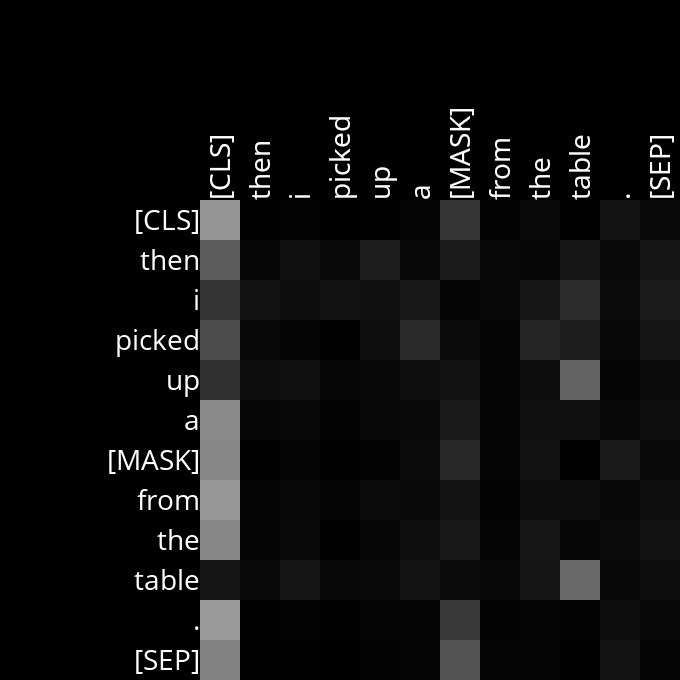 [CLS] then i picked up a [MASK] from the table . [SEP]
[CLS]
then
i
picked
up
a
[MASK]
from
the
table
.
[SEP]